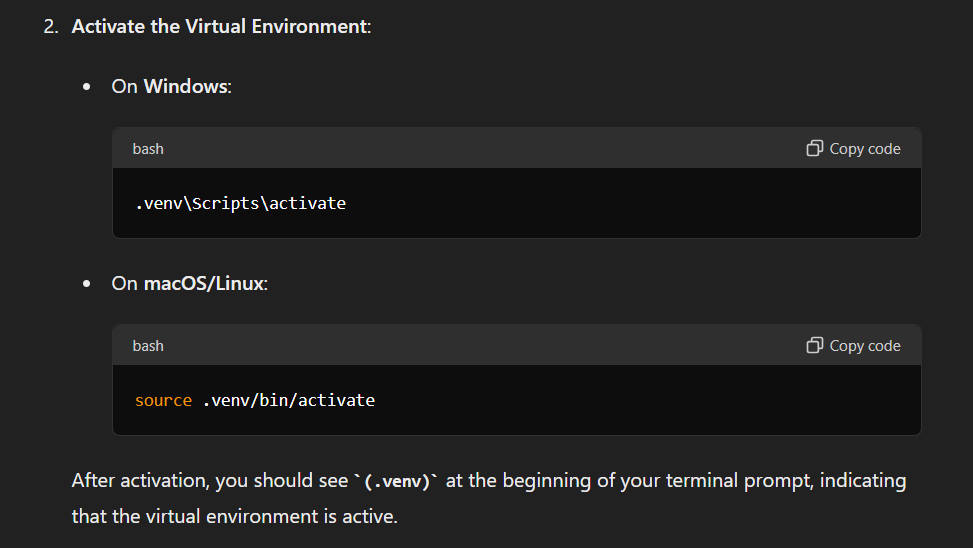 2. Activate the Virtual Environment:
• On Windows:
bash Copy code
.venv\Scripts\activate
• On macOS/Linux:
bash Copy code
source .venv/bin/activate
After activation, you should see `(.venv)` at the beginning of your terminal prompt, indicating
that the virtual environment is active.